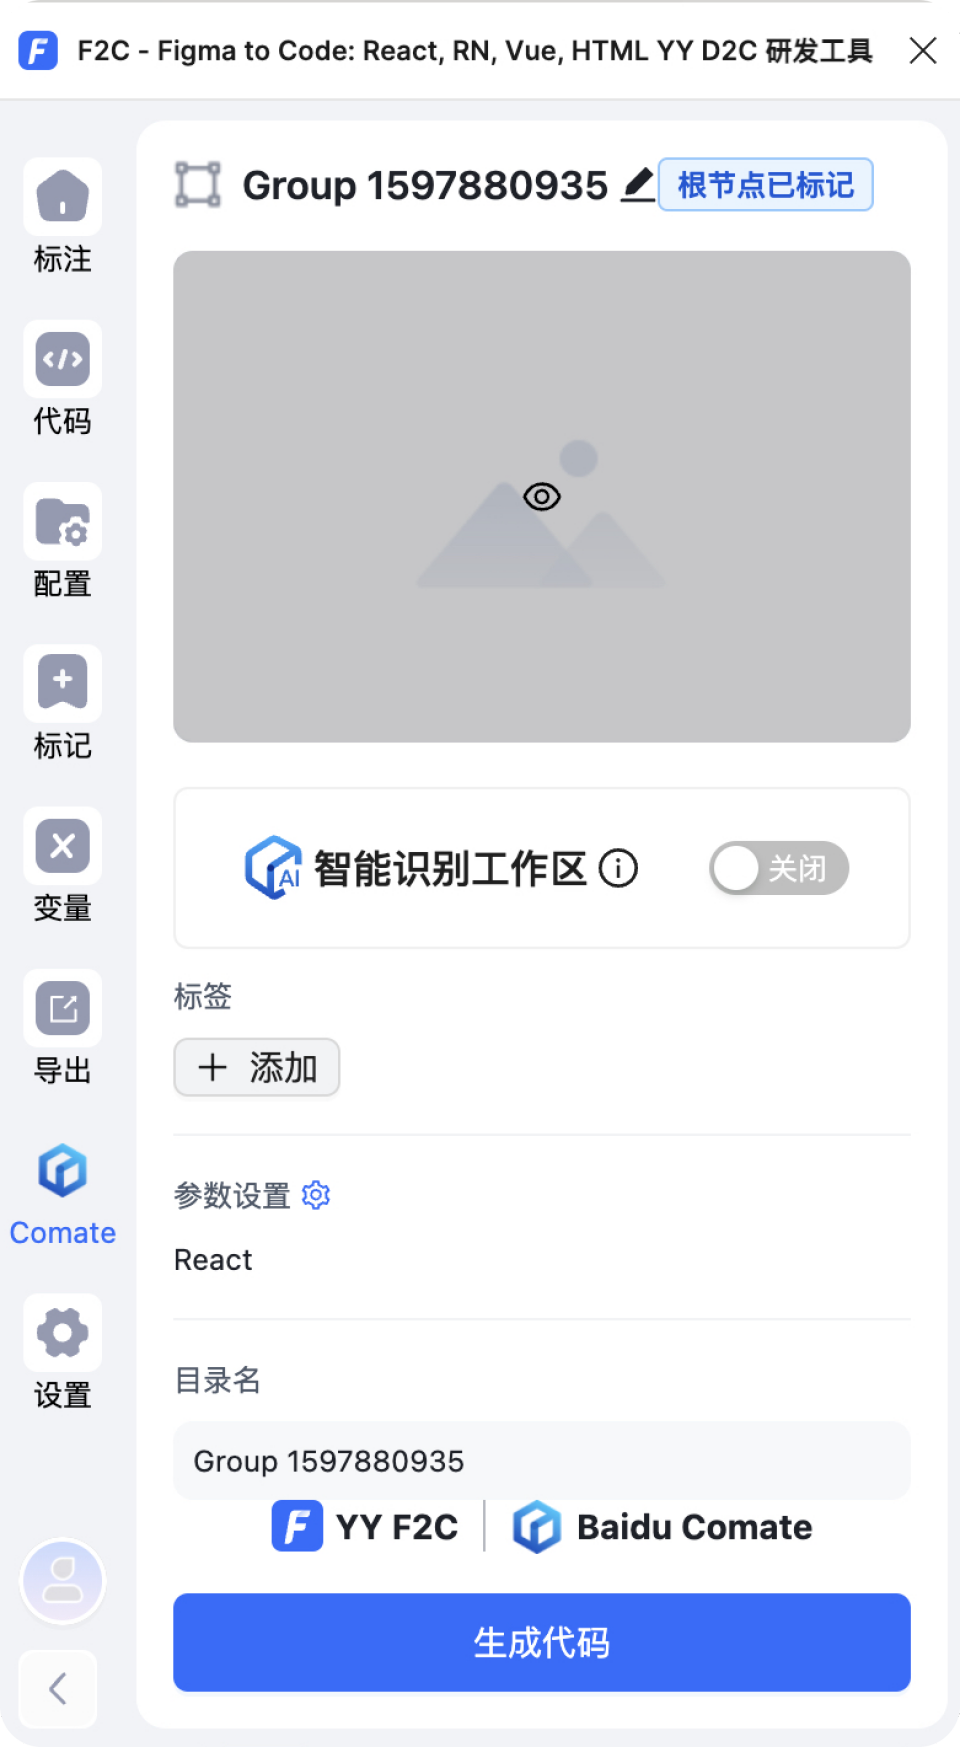 F2C - Figma to Code: React, RN, Vue, HTML YY D2C 研发工具
Group 1597880935
根节点已标记
标注
代码
配置
标记
变量
导出
Comate
设置
AI 智能识别工作区
关闭
标签
添加
参数设置
React
目录名
Group 1597880935
YY F2C | Baidu Comate
生成代码